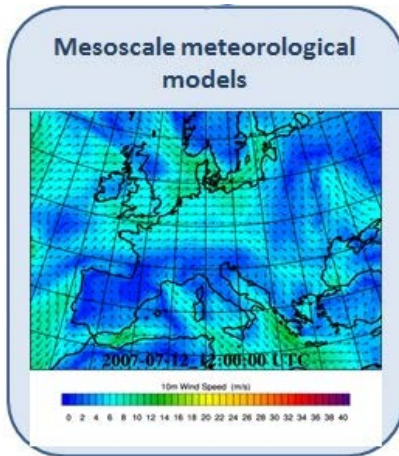 Mesoscale meteorological
models
2007-07-12_12:00:00 UTC
10m Wind Speed (m/s)
0 2 4 6 8 10 12 14 16 18 20 22 24 26 28 30 32 34 36 38 40